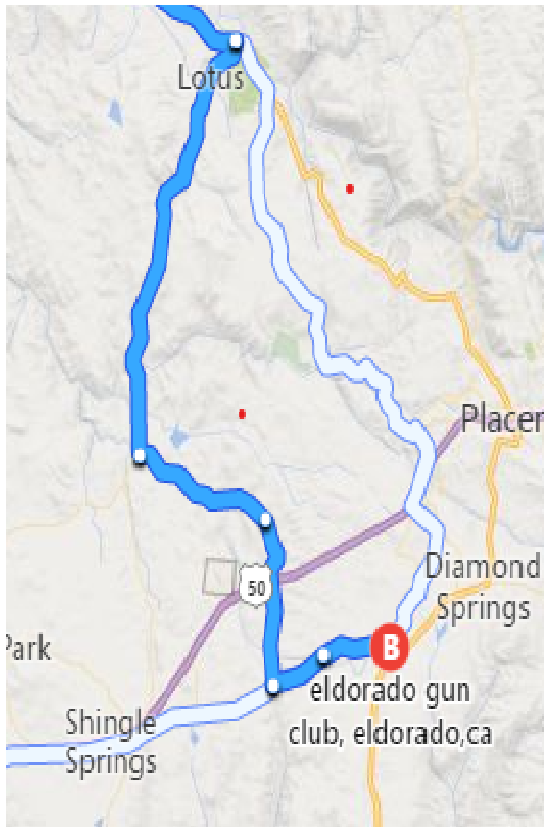 Lotus
Placer
50
Diamond
Springs
Park
B
eldorado gun
club, eldorado,ca
Shingle
Springs